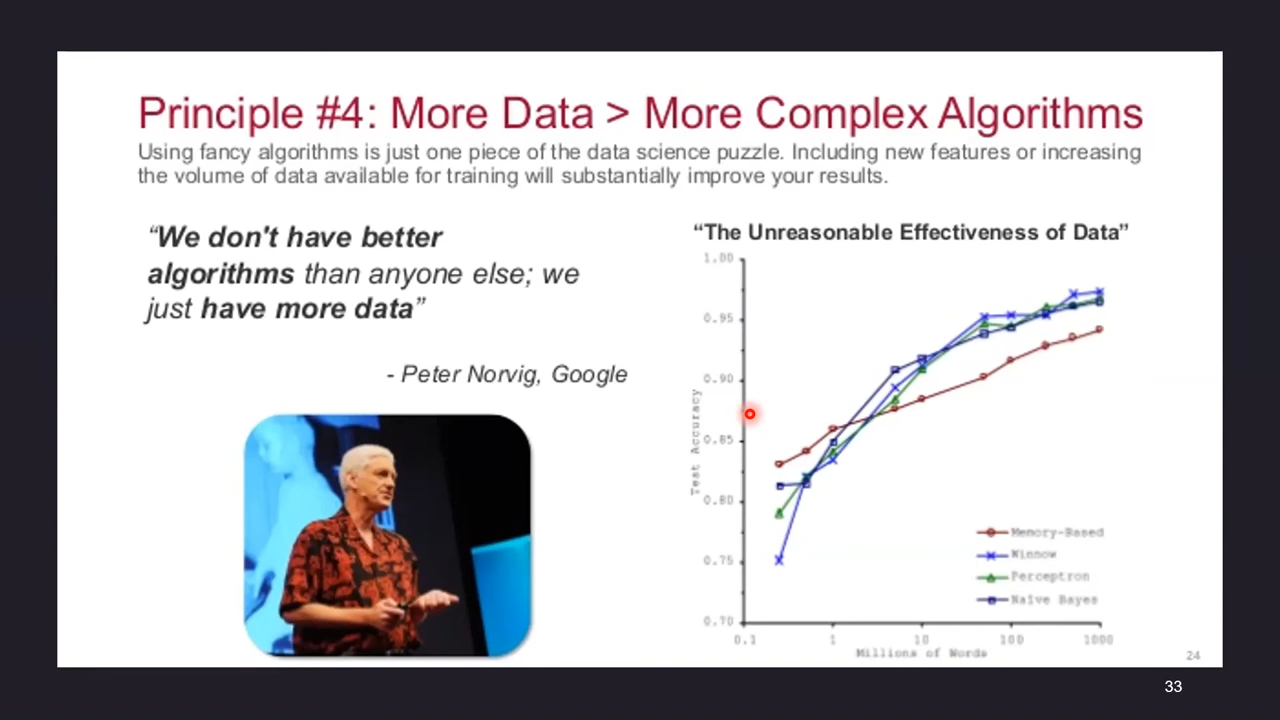 Principle #4: More Data > More Complex Algorithms
Using fancy algorithms is just one piece of the data science puzzle. Including new features or increasing
the volume of data available for training will substantially improve your results.
“We don't have better
algorithms than anyone else; we
just have more data”
- Peter Norvig, Google
“The Unreasonable Effectiveness of Data”
1.00
0.95
0.90
0.85
0.80
0.75
0.70
Test Accuracy
Memory-Based
Winnow
Perceptron
Naïve Bayes
0.1 1 10 100 1000
Millions of Words
24
33